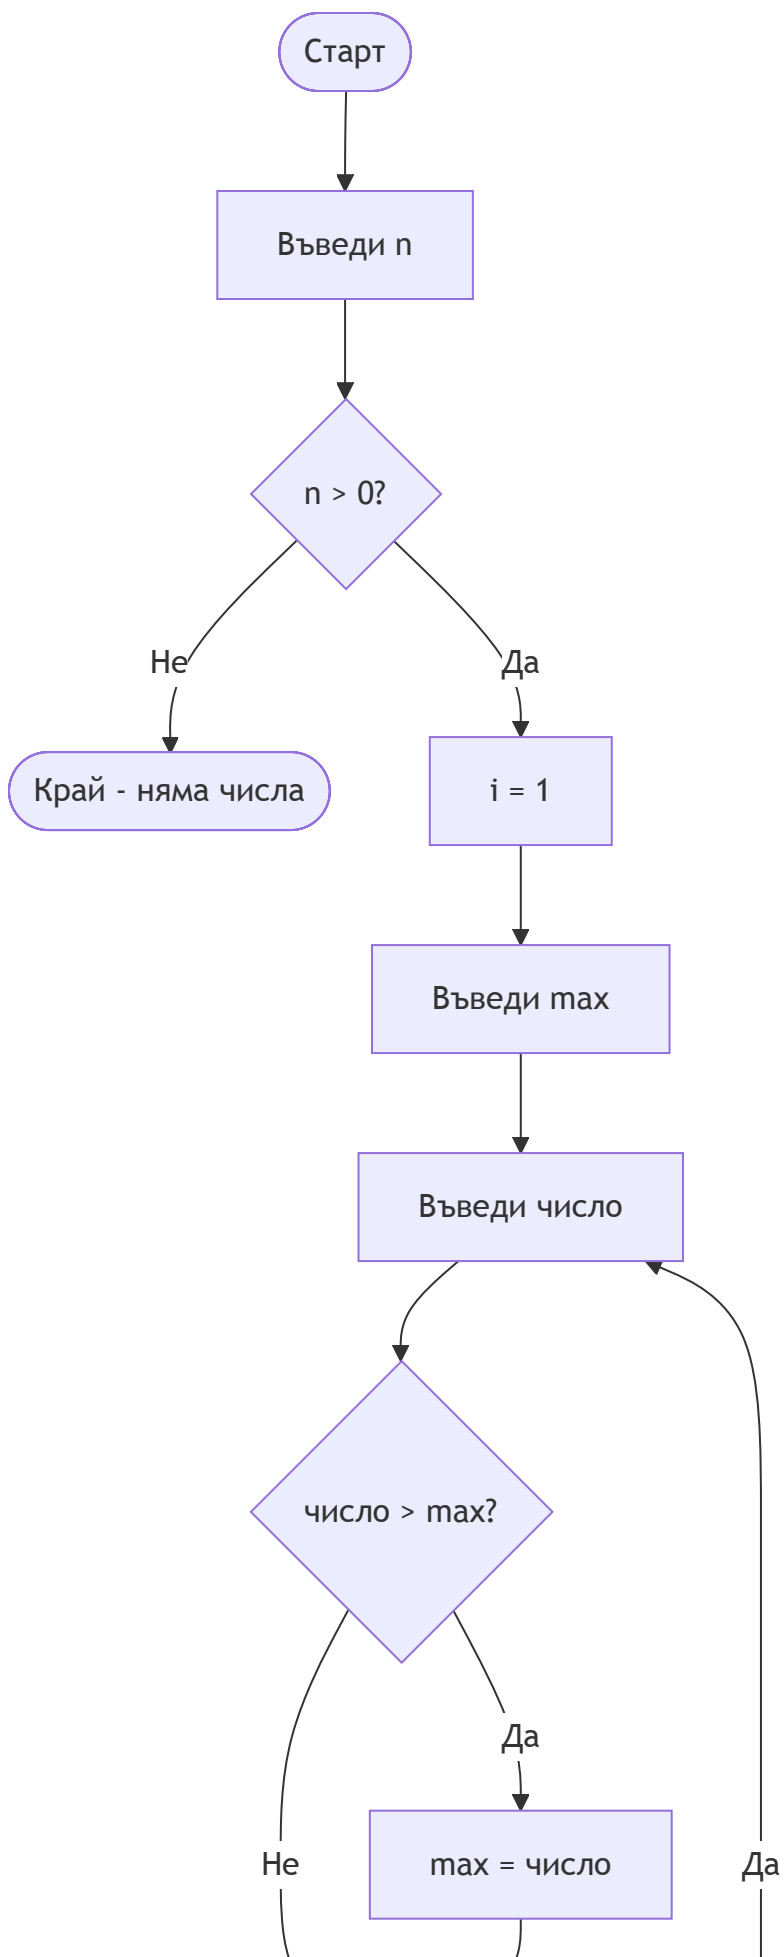 Старт
Въведи n
n > 0?
Не
Да
Край - няма числа
i = 1
Въведи max
Въведи число
число > max?
Да
Не
max = число
Да